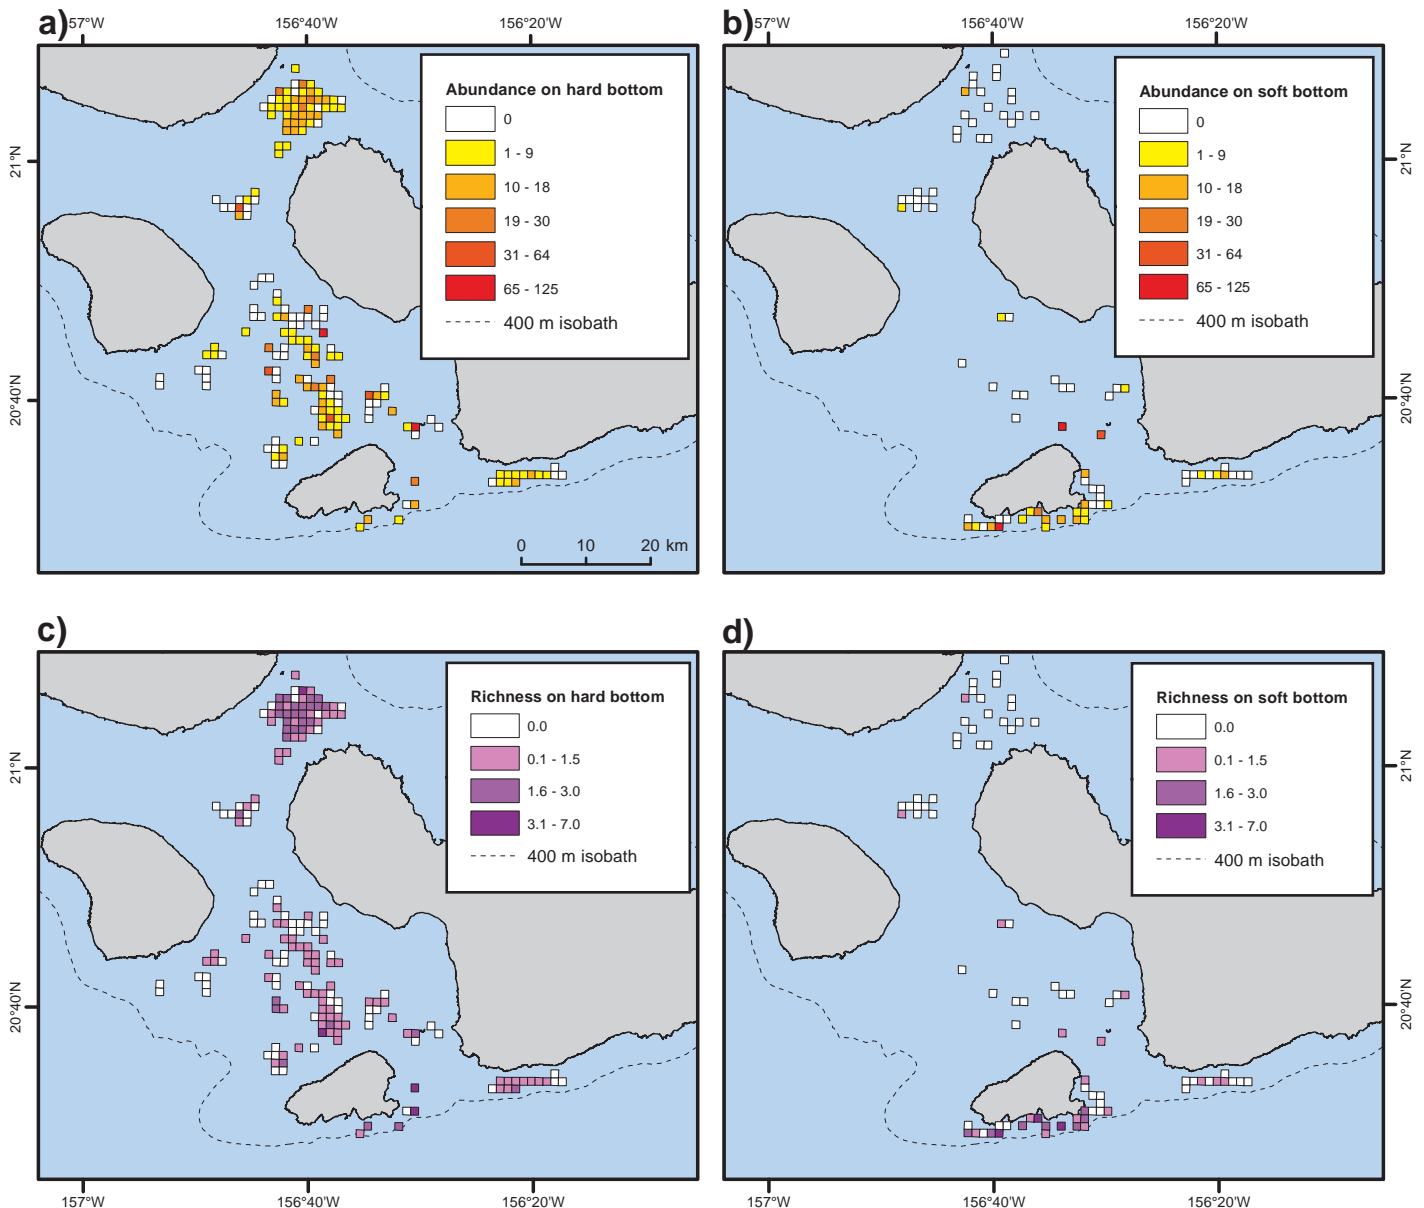 a)
157°W
156°40'W
156°20'W
21°N
20°40'N
Abundance on hard bottom
0
1 - 9
10 - 18
19 - 30
31 - 64
65 - 125
400 m isobath
0 10 20 km
b)
157°W
156°40'W
156°20'W
21°N
20°40'N
Abundance on soft bottom
0
1 - 9
10 - 18
19 - 30
31 - 64
65 - 125
400 m isobath
c)
21°N
20°40'N
Richness on hard bottom
0.0
0.1 - 1.5
1.6 - 3.0
3.1 - 7.0
400 m isobath
157°W
156°40'W
156°20'W
d)
21°N
20°40'N
Richness on soft bottom
0.0
0.1 - 1.5
1.6 - 3.0
3.1 - 7.0
400 m isobath
157°W
156°40'W
156°20'W